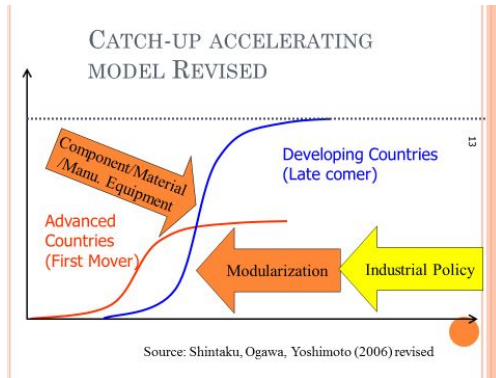 CATCH-UP ACCELERATING
MODEL REVISED
13
Component/Material
/Manu. Equipment
Developing Countries
(Late comer)
Advanced
Countries
(First Mover)
Modularization
Industrial Policy
Source: Shintaku, Ogawa, Yoshimoto (2006) revised